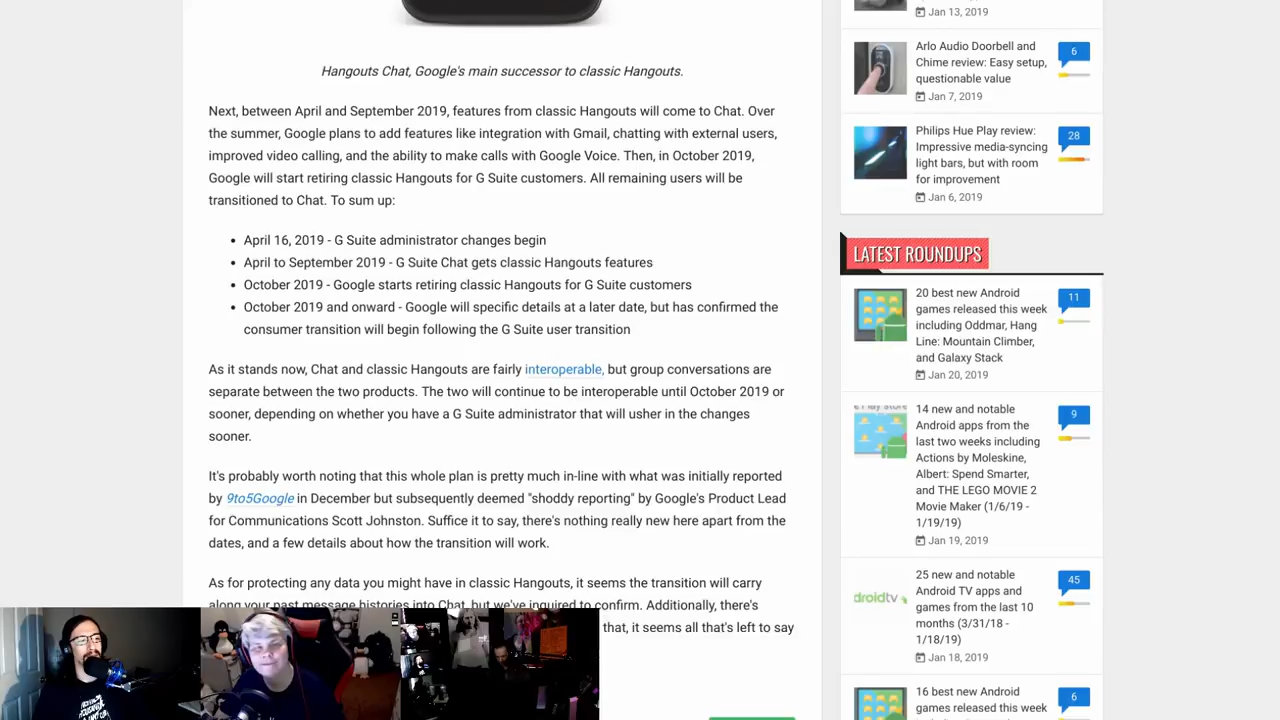 Hangouts Chat, Google's main successor to classic Hangouts.
Next, between April and September 2019, features from classic Hangouts will come to Chat. Over
the summer, Google plans to add features like integration with Gmail, chatting with external users,
improved video calling, and the ability to make calls with Google Voice. Then, in October 2019,
Google will start retiring classic Hangouts for G Suite customers. All remaining users will be
transitioned to Chat. To sum up:
• April 16, 2019 - G Suite administrator changes begin
• April to September 2019 - G Suite Chat gets classic Hangouts features
• October 2019 - Google starts retiring classic Hangouts for G Suite customers
• October 2019 and onward - Google will specific details at a later date, but has confirmed the
consumer transition will begin following the G Suite user transition
As it stands now, Chat and classic Hangouts are fairly interoperable, but group conversations are
separate between the two products. The two will continue to be interoperable until October 2019 or
sooner, depending on whether you have a G Suite administrator that will usher in the changes
sooner.
It's probably worth noting that this whole plan is pretty much in-line with what was initially reported
by 9to5Google in December but subsequently deemed "shoddy reporting" by Google's Product Lead
for Communications Scott Johnston. Suffice it to say, there's nothing really new here apart from the
dates, and a few details about how the transition will work.
As for protecting any data you might have in classic Hangouts, it seems the transition will carry
along your past message histories into Chat, but we've inquired to confirm. Additionally, there's
that, it seems all that's left to say
Jan 13, 2019
Arlo Audio Doorbell and
Chime review: Easy setup,
questionable value
6
Jan 7, 2019
Philips Hue Play review:
Impressive media-syncing
light bars, but with room
for improvement
28
Jan 6, 2019
LATEST ROUNDUPS
20 best new Android
games released this week
including Oddmar, Hang
Line: Mountain Climber,
and Galaxy Stack
11
Jan 20, 2019
14 new and notable
Android apps from the
last two weeks including
Actions by Moleskine,
Albert: Spend Smarter,
and THE LEGO MOVIE 2
Movie Maker (1/6/19 -
1/19/19)
9
Jan 19, 2019
25 new and notable
Android TV apps and
games from the last 10
months (3/31/18 -
1/18/19)
45
droidtv
Jan 18, 2019
16 best new Android
games released this week
6